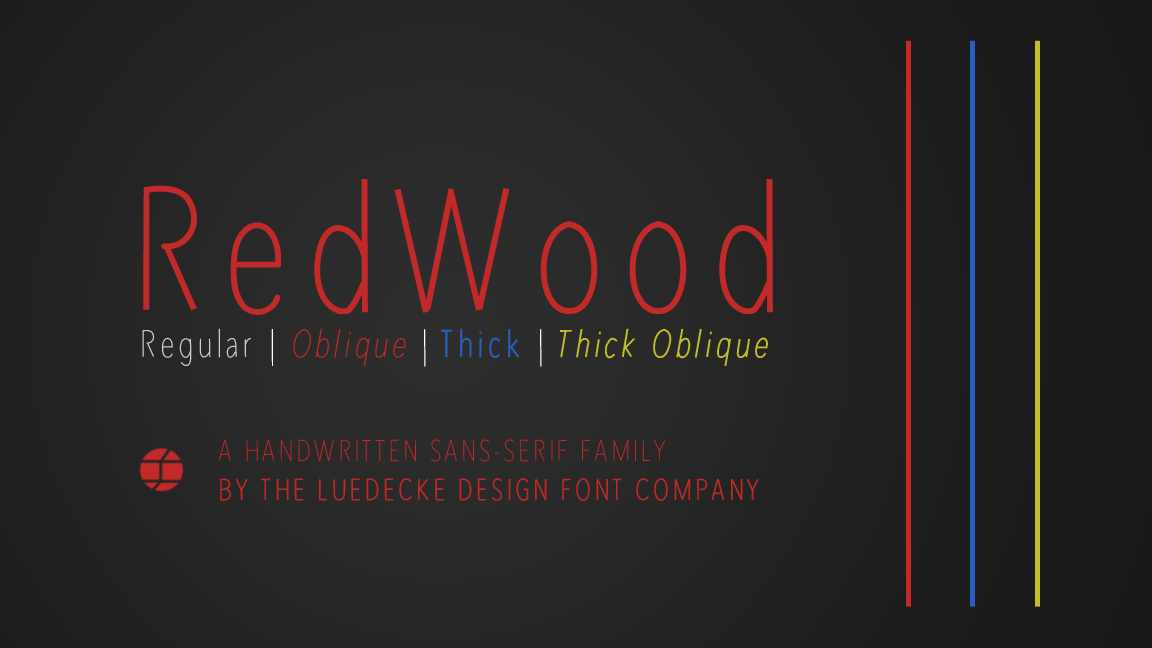 RedWood
Regular | Oblique | Thick | Thick Oblique
A HANDWRITTEN SANS-SERIF FAMILY
BY THE LUEDECKE DESIGN FONT COMPANY